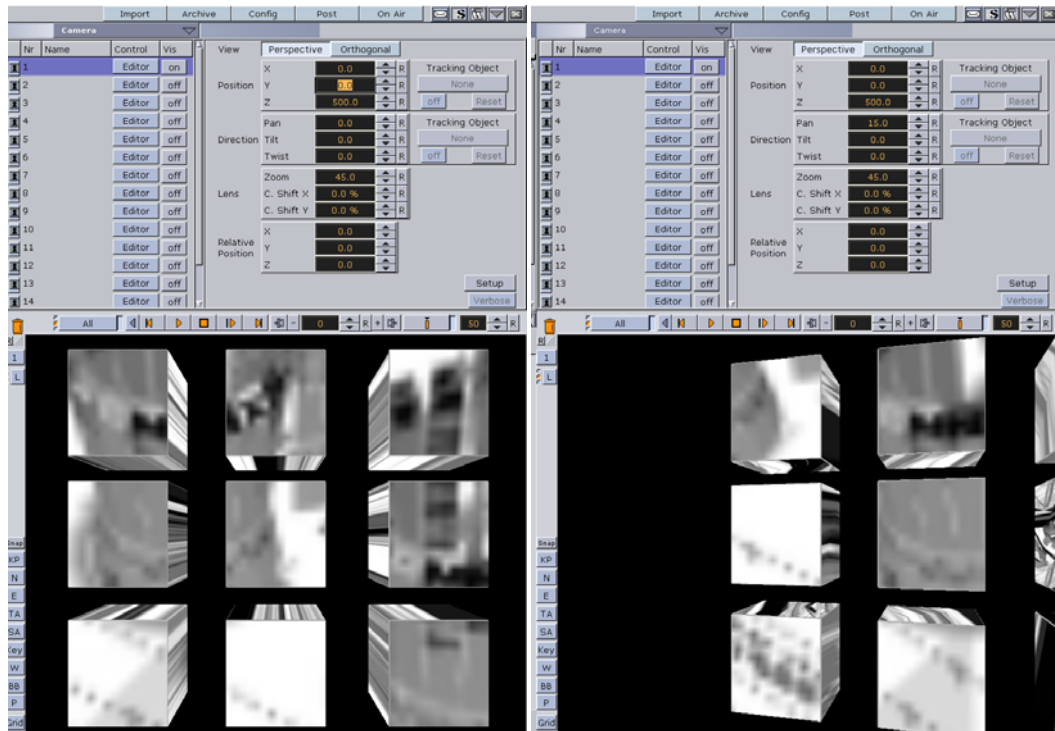 Import Archive Config Post On Air S
Camera
Nr Name Control Vis
1 Editor on
2 Editor off
3 Editor off
4 Editor off
5 Editor off
6 Editor off
7 Editor off
8 Editor off
9 Editor off
10 Editor off
11 Editor off
12 Editor off
13 Editor off
14 Editor off
View Perspective Orthogonal
Position
X 0.0 R
Y 0.0 R
Z 500.0 R
Tracking Object
None
off Reset
Direction
Pan 0.0 R
Tilt 0.0 R
Twist 0.0 R
Tracking Object
None
off Reset
Lens
Zoom 45.0 R
C. Shift X 0.0 % R
C. Shift Y 0.0 % R
Relative
Position
X 0.0
Y 0.0
Z 0.0
Setup
Verbose
All - 0 R + 50 R
R
1
L
Snap
KP
N
E
TA
SA
Key
W
BB
P
Grid
Import Archive Config Post On Air S
Camera
Nr Name Control Vis
1 Editor on
2 Editor off
3 Editor off
4 Editor off
5 Editor off
6 Editor off
7 Editor off
8 Editor off
9 Editor off
10 Editor off
11 Editor off
12 Editor off
13 Editor off
14 Editor off
View Perspective Orthogonal
Position
X 0.0 R
Y 0.0 R
Z 500.0 R
Tracking Object
None
off Reset
Direction
Pan 15.0 R
Tilt 0.0 R
Twist 0.0 R
Tracking Object
None
off Reset
Lens
Zoom 45.0 R
C. Shift X 0.0 % R
C. Shift Y 0.0 % R
Relative
Position
X 0.0
Y 0.0
Z 0.0
Setup
Verbose
All - 0 R + 50 R
R
1
L
Snap
KP
N
E
TA
SA
Key
W
BB
P
Grid